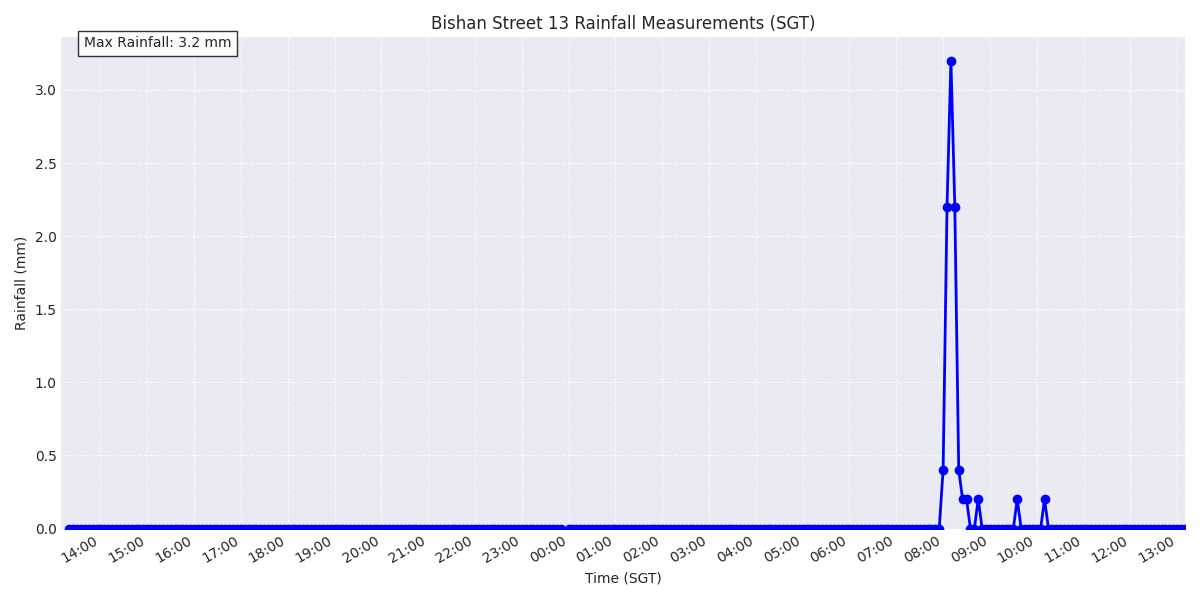 Bishan Street 13 Rainfall Measurements (SGT)
Max Rainfall: 3.2 mm
Rainfall (mm)
3.0
2.5
2.0
1.5
1.0
0.5
0.0
14:00 15:00 16:00 17:00 18:00 19:00 20:00 21:00 22:00 23:00 00:00 01:00 02:00 03:00 04:00 05:00 06:00 07:00 08:00 09:00 10:00 11:00 12:00 13:00
Time (SGT)